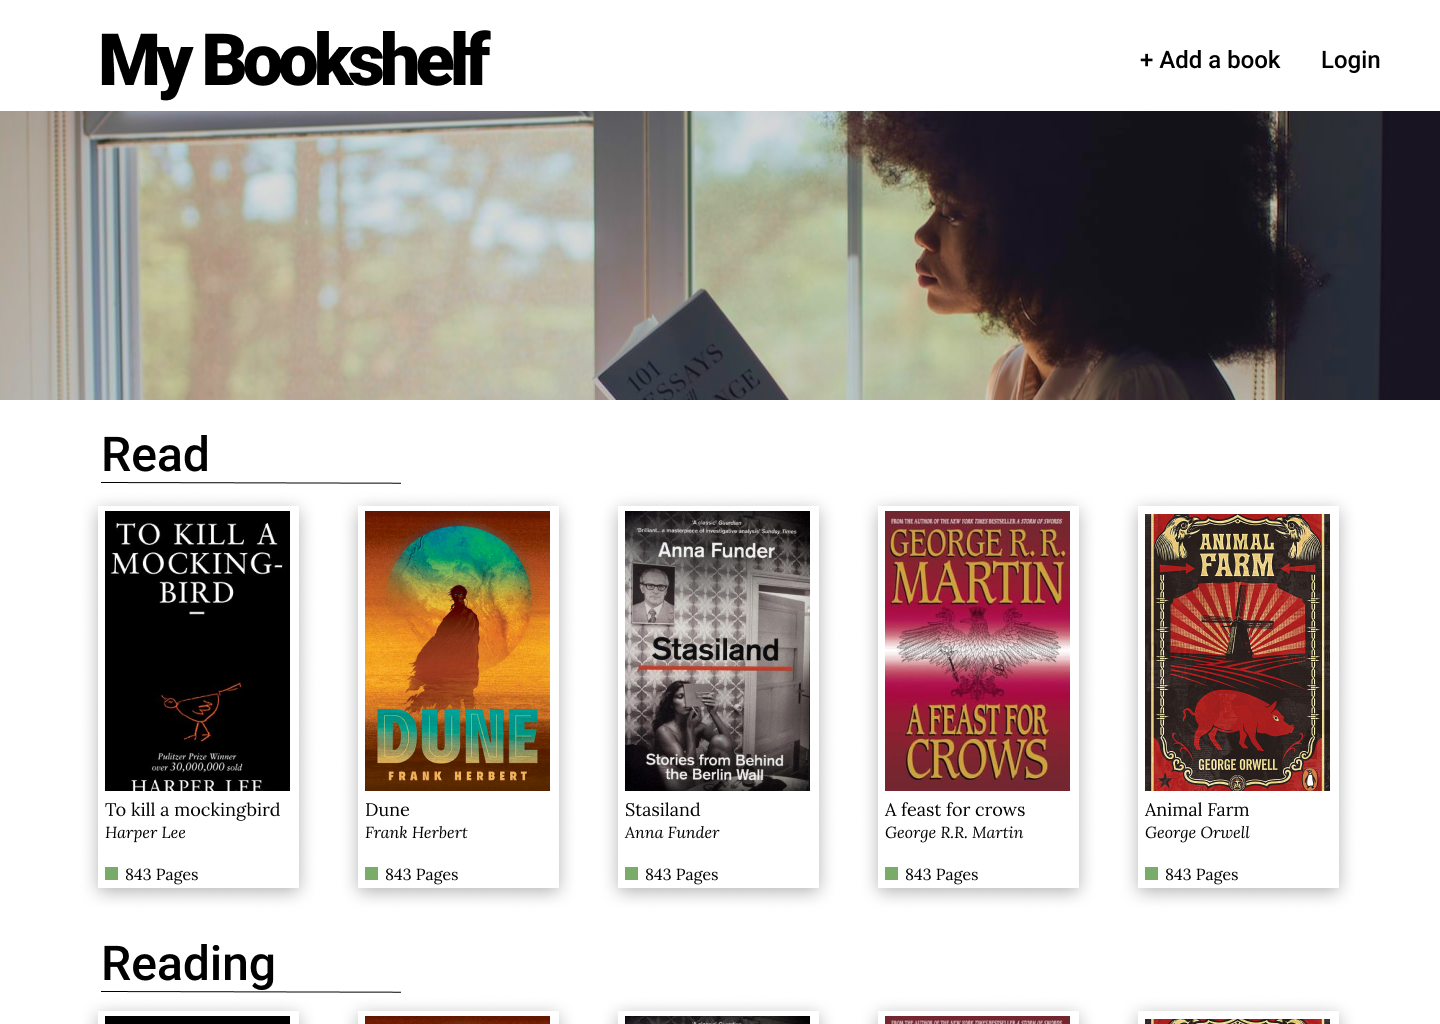 My Bookshelf
+ Add a book
Login
101
ESSAYS
Read
TO KILL A
MOCKING-
BIRD
Pulitzer Prize Winner
over 30,000,000 sold
HARPER LEE
To kill a mockingbird
Harper Lee
843 Pages
DUNE
FRANK HERBERT
Dune
Frank Herbert
843 Pages
'A classic' Guardian
'Brilliant... a masterpiece of investigative analysis' Sunday Times
Anna Funder
Stasiland
Stories from Behind
the Berlin Wall
Stasiland
Anna Funder
843 Pages
FROM THE AUTHOR OF THE NEW YORK TIMES BESTSELLER A STORM OF SWORDS
GEORGE R. R.
MARTIN
A FEAST FOR
CROWS
A feast for crows
George R.R. Martin
843 Pages
ANIMAL
FARM
GEORGE ORWELL
Animal Farm
George Orwell
843 Pages
Reading